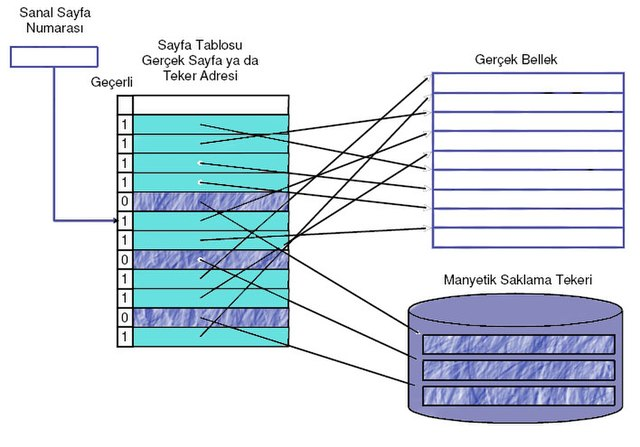 Sanal Sayfa
Numarası
Sayfa Tablosu
Gerçek Sayfa ya da
Teker Adresi
Geçerli
Gerçek Bellek
1
1
1
1
0
1
1
0
1
1
0
1
Manyetik Saklama Tekeri